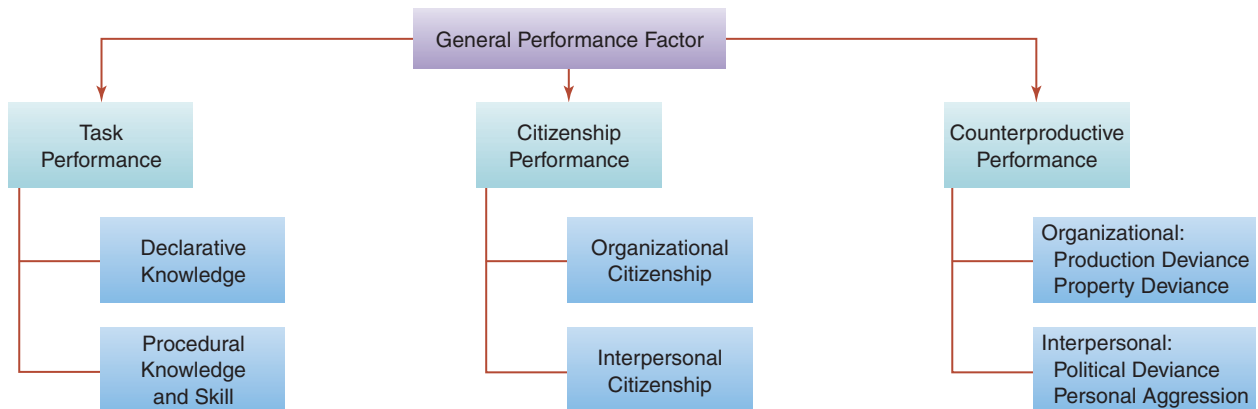 General Performance Factor
Task
Performance
Declarative
Knowledge
Procedural
Knowledge
and Skill
Citizenship
Performance
Organizational
Citizenship
Interpersonal
Citizenship
Counterproductive
Performance
Organizational:
Production Deviance
Property Deviance
Interpersonal:
Political Deviance
Personal Aggression